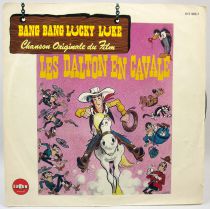 BANG BANG LUCKY LUKE
Chanson Originale du Film
LES DALTON EN CAVALE